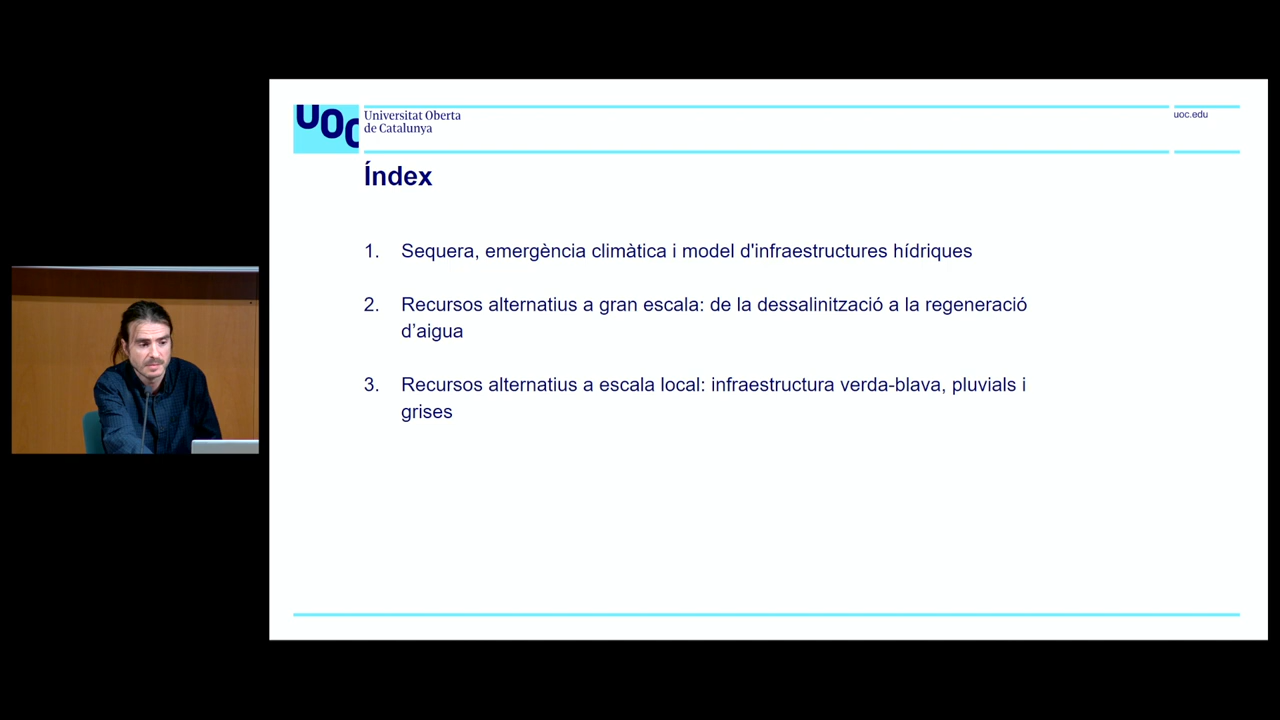 UOC
Universitat Oberta
de Catalunya
uoc.edu
Índex
1. Sequera, emergència climàtica i model d'infraestructures hídriques
2. Recursos alternatius a gran escala: de la dessalinització a la regeneració
d’aigua
3. Recursos alternatius a escala local: infraestructura verda-blava, pluvials i
grises